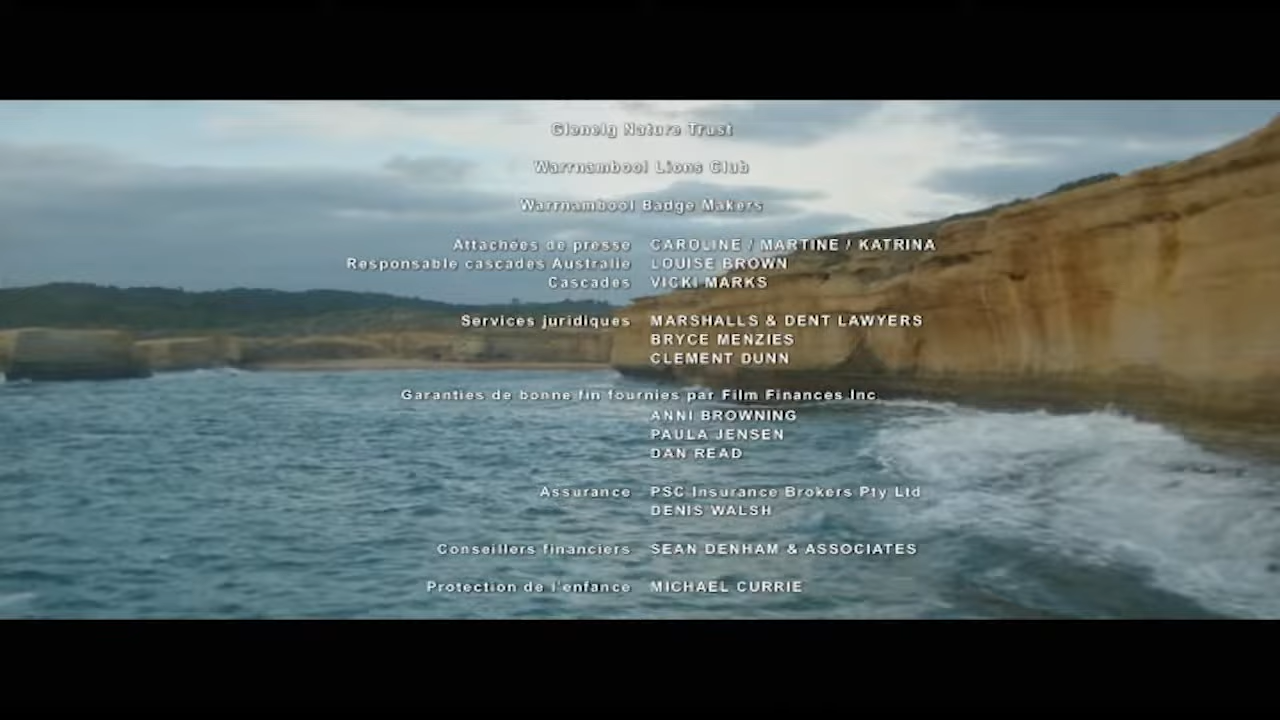 Glenelg Nature Trust
Warrnambool Lions Club
Warrnambool Badge Makers
Attachées de presse CAROLINE / MARTINE / KATRINA
Responsable cascades Australie LOUISE BROWN
Cascades VICKI MARKS
Services juridiques MARSHALLS & DENT LAWYERS
BRYCE MENZIES
CLEMENT DUNN
Garanties de bonne fin fournies par Film Finances Inc.
ANNI BROWNING
PAULA JENSEN
DAN READ
Assurance PSC Insurance Brokers Pty Ltd
DENIS WALSH
Conseillers financiers SEAN DENHAM & ASSOCIATES
Protection de l'enfance MICHAEL CURRIE